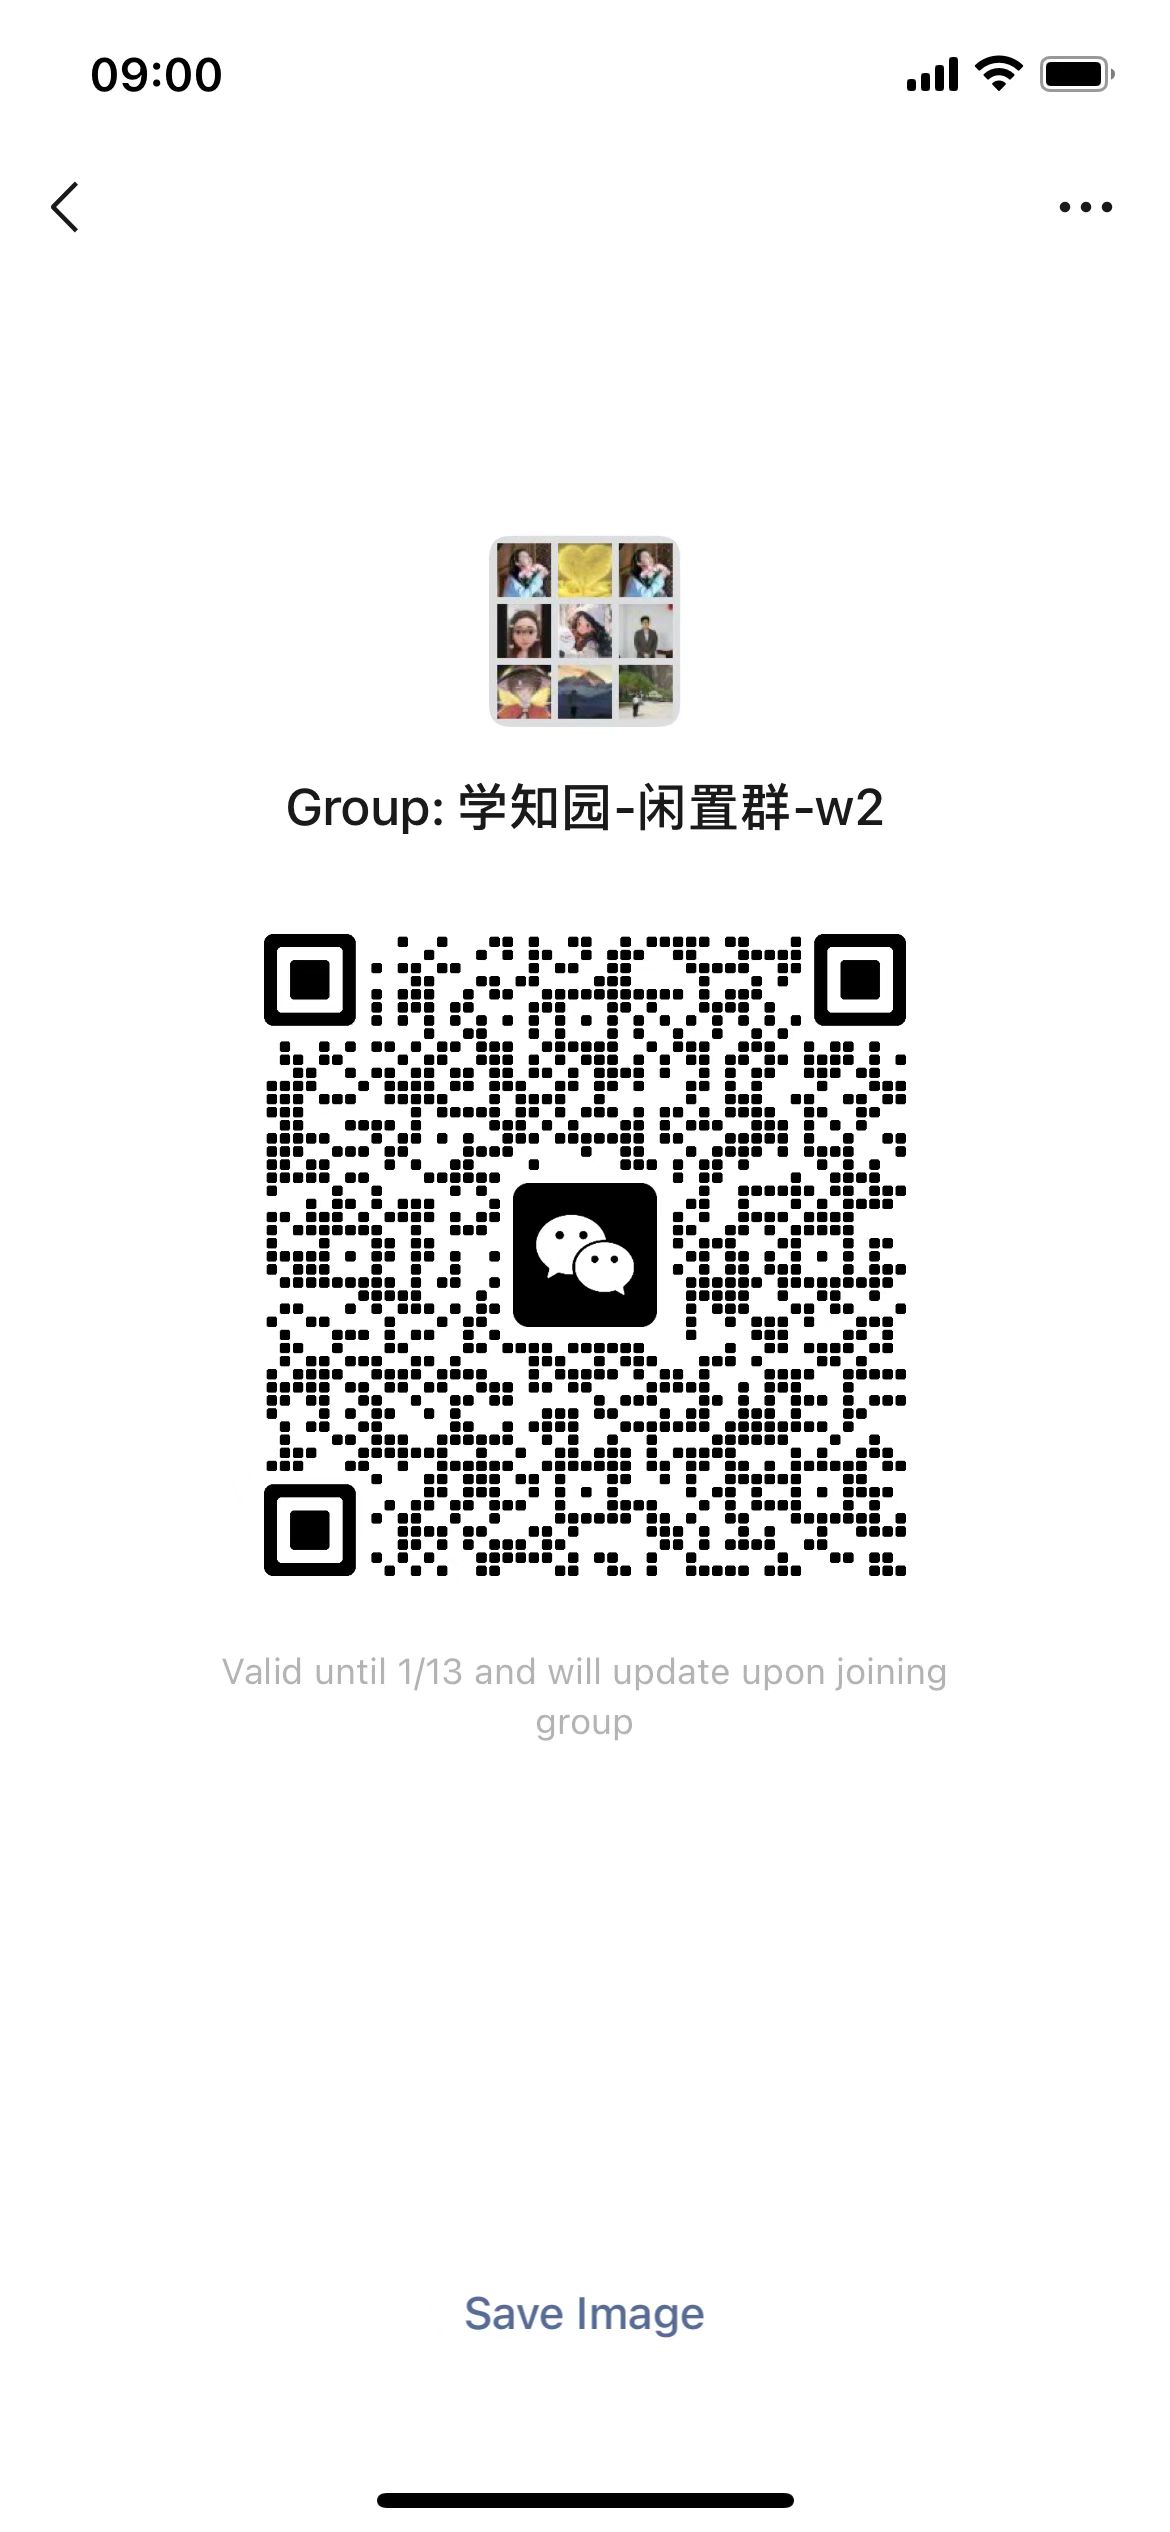 09:00
Group: 学知园-闲置群-w2
Valid until 1/13 and will update upon joining
group
Save Image